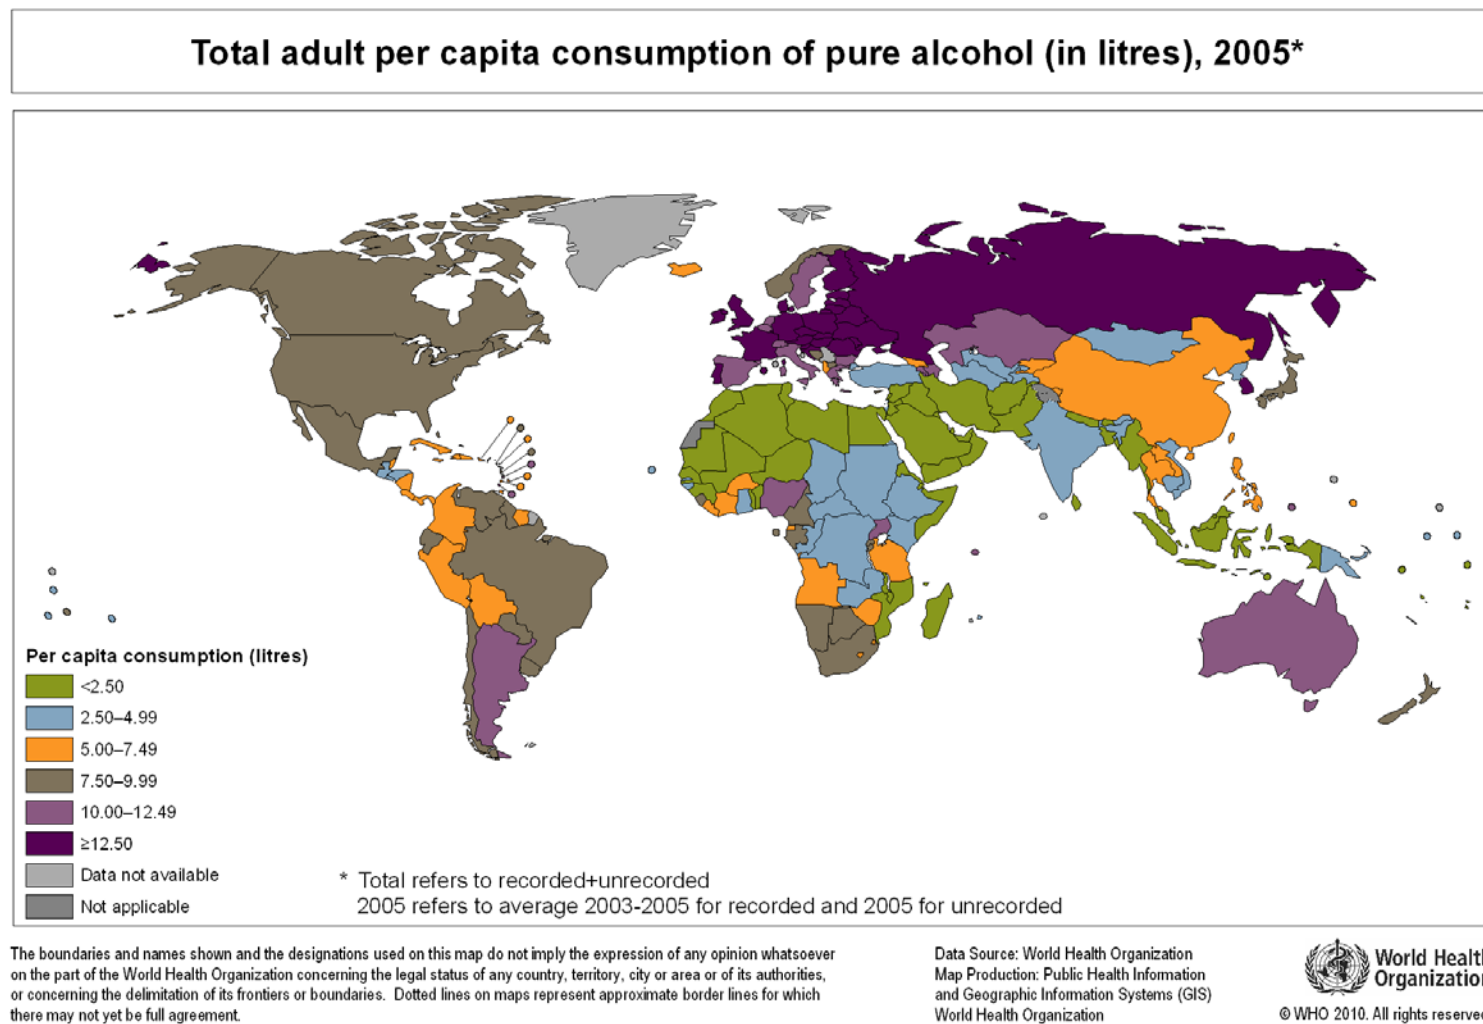 Total adult per capita consumption of pure alcohol (in litres), 2005*
Per capita consumption (litres)
<2.50
2.50–4.99
5.00–7.49
7.50–9.99
10.00–12.49
≥12.50
Data not available
Not applicable
* Total refers to recorded+unrecorded
2005 refers to average 2003-2005 for recorded and 2005 for unrecorded
The boundaries and names shown and the designations used on this map do not imply the expression of any opinion whatsoever
on the part of the World Health Organization concerning the legal status of any country, territory, city or area or of its authorities,
or concerning the delimitation of its frontiers or boundaries. Dotted lines on maps represent approximate border lines for which
there may not yet be full agreement.
Data Source: World Health Organization
Map Production: Public Health Information
and Geographic Information Systems (GIS)
World Health Organization
World Health
Organization
© WHO 2010. All rights reserved